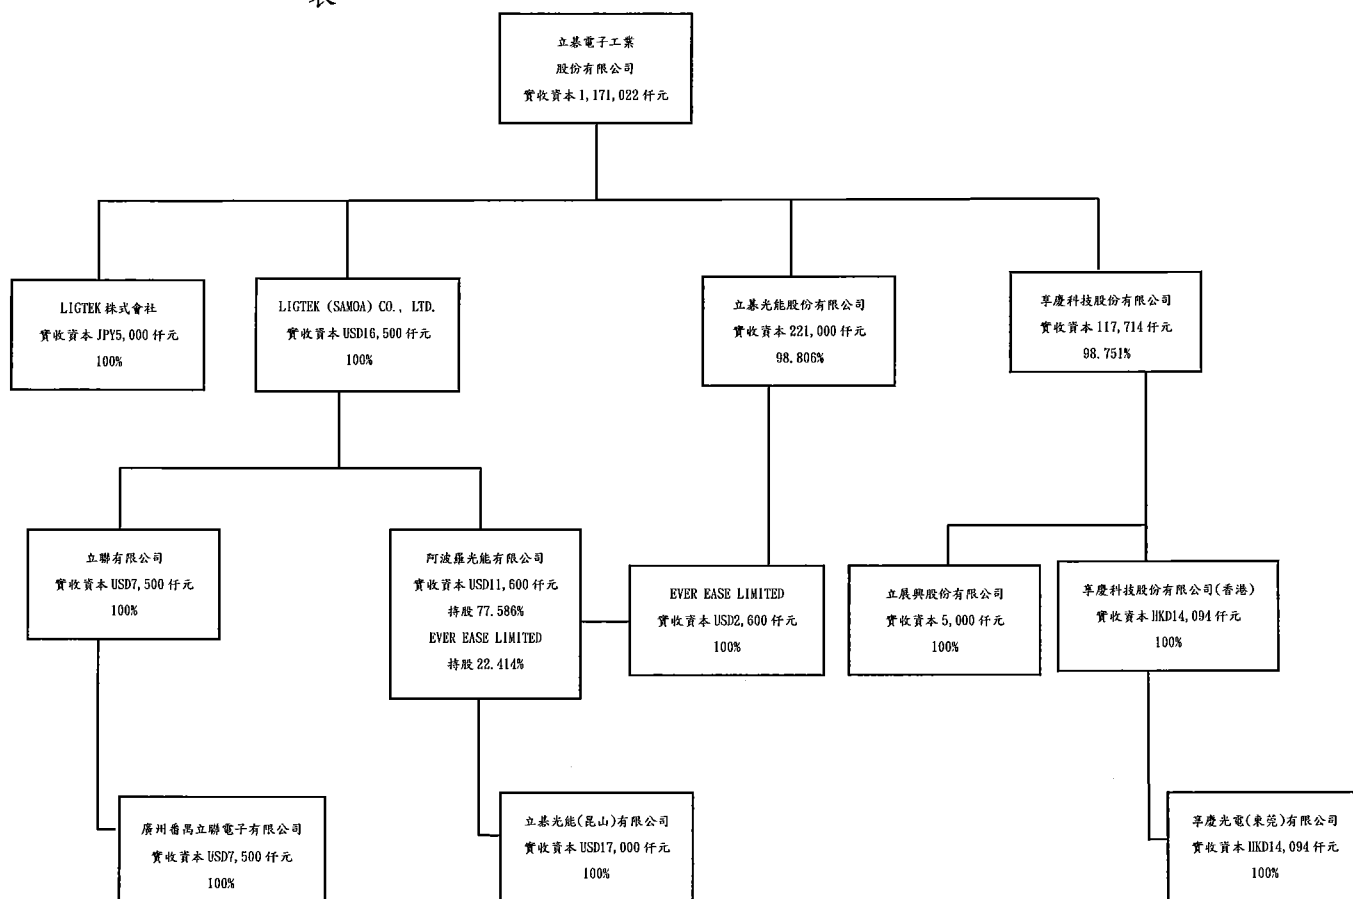 立碁電子工業
股份有限公司
實收資本 1,171,022 仟元
LIGTEK 株式會社
實收資本 JPY5,000 仟元
100%
LIGTEK (SAMOA) CO., LTD.
實收資本 USD16,500 仟元
100%
立碁光能股份有限公司
實收資本 221,000 仟元
98.806%
享慶科技股份有限公司
實收資本 117,714 仟元
98.751%
立聯有限公司
實收資本 USD7,500 仟元
100%
阿波羅光能有限公司
實收資本 USD11,600 仟元
持股 77.586%
EVER EASE LIMITED
持股 22.414%
EVER EASE LIMITED
實收資本 USD2,600 仟元
100%
立展興股份有限公司
實收資本 5,000 仟元
100%
享慶科技股份有限公司(香港)
實收資本 HKD14,094 仟元
100%
廣州番禺立聯電子有限公司
實收資本 USD7,500 仟元
100%
立碁光能(昆山)有限公司
實收資本 USD17,000 仟元
100%
享慶光電(東莞)有限公司
實收資本 HKD14,094 仟元
100%